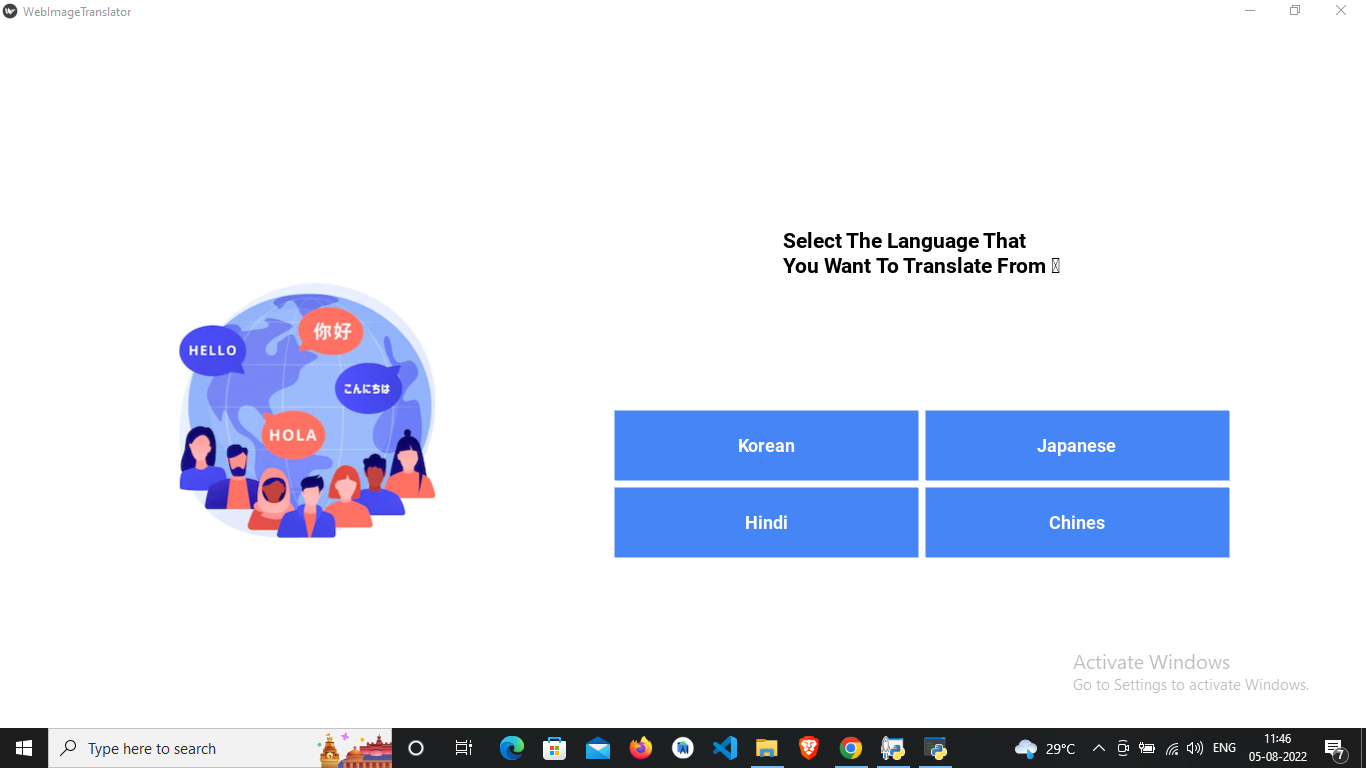 WebImageTranslator
Select The Language That
You Want To Translate From
HELLO
你好
こんにちは
HOLA
Korean
Japanese
Hindi
Chines
Activate Windows
Go to Settings to activate Windows.
Type here to search
29°C
ENG
11:46
05-08-2022
7